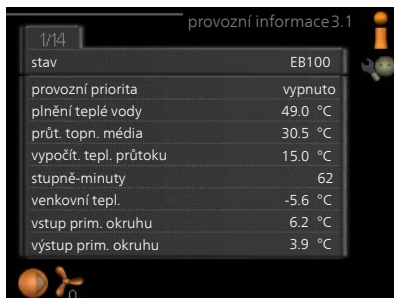 provozní informace 3.1
1/14
stav EB100
provozní priorita vypnuto
plnění teplé vody 49.0 °C
průt. topn. média 30.5 °C
vypočít. tepl. průtoku 15.0 °C
stupně-minuty 62
venkovní tepl. -5.6 °C
vstup prim. okruhu 6.2 °C
výstup prim. okruhu 3.9 °C
0